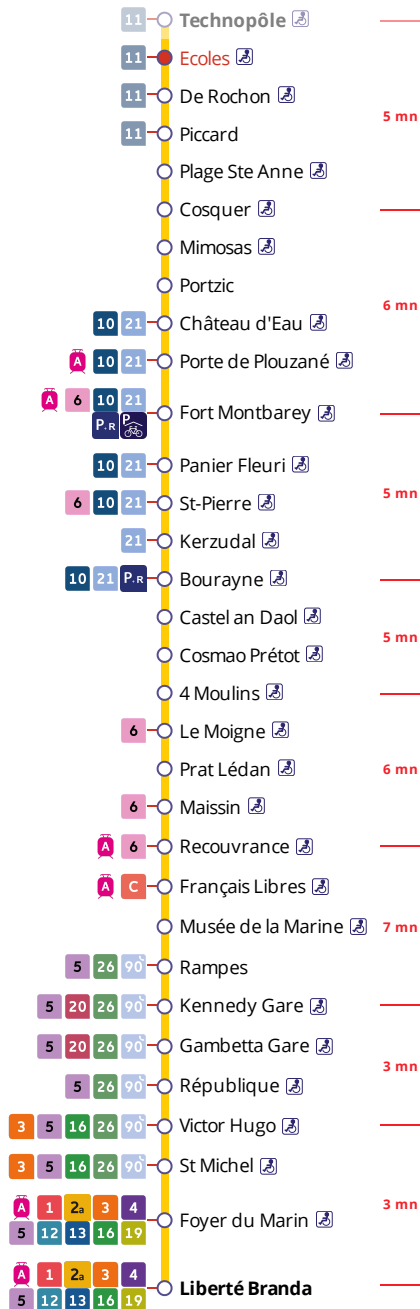 11 Technopôle
11 Ecoles
11 De Rochon
5 mn
11 Piccard
Plage Ste Anne
Cosquer
Mimosas
Portzic
6 mn
10 21 Château d'Eau
A 10 21 Porte de Plouzané
A 6 10 21
P+R P
Fort Montbarey
10 21 Panier Fleuri
6 10 21 St-Pierre
5 mn
21 Kerzudal
10 21 P+R Bourayne
Castel an Daol
5 mn
Cosmao Prétot
4 Moulins
6 Le Moigne
Prat Lédan
6 mn
6 Maissin
A 6 Recouvrance
A C Français Libres
Musée de la Marine
7 mn
5 26 90 Rampes
5 20 26 90 Kennedy Gare
5 20 26 90 Gambetta Gare
3 mn
5 26 90 République
3 5 16 26 90 Victor Hugo
3 5 16 26 90 St Michel
3 mn
A 1 2a 3 4
5 12 13 16 19
Foyer du Marin
A 1 2a 3 4
5 12 13 16 19
Liberté Branda